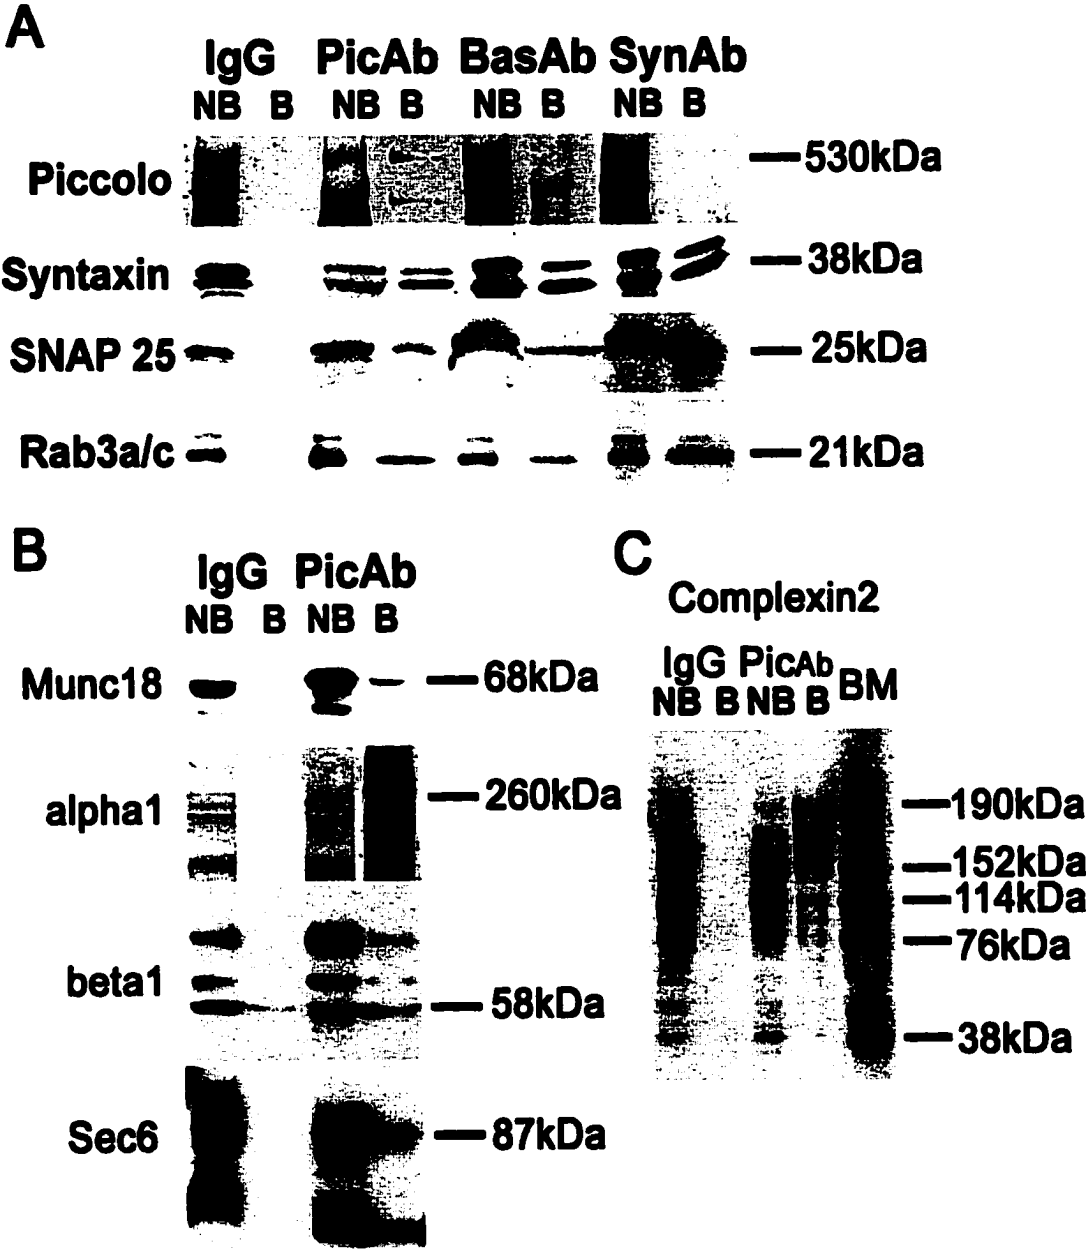 A
IgG PicAb BasAb SynAb
NB B NB B NB B NB B
Piccolo 530kDa
Syntaxin 38kDa
SNAP 25 25kDa
Rab3a/c 21kDa
B
IgG PicAb
NB B NB B
Munc18 68kDa
alpha1 260kDa
beta1 58kDa
Sec6 87kDa
C
Complexin2
IgG PicAb BM
NB B NB B
190kDa
152kDa
114kDa
76kDa
38kDa